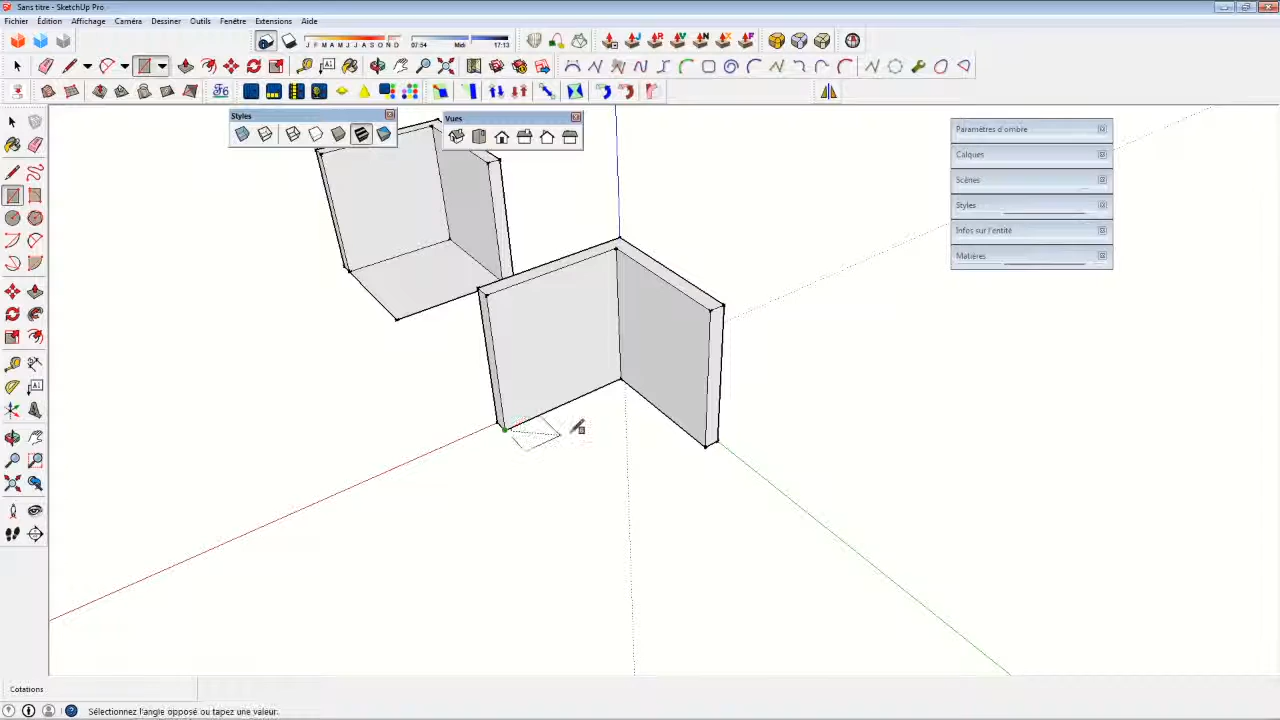 Sans titre - SketchUp Pro
Fichier Édition Affichage Caméra Dessiner Outils Fenêtre Extensions Aide
J F M A M J J A S O N D 07:54 Midi 17:13
Styles
Vues
Paramètres d'ombre
Calques
Scènes
Styles
Infos sur l'entité
Matières
Cotations
Sélectionnez l'angle opposé ou tapez une valeur.